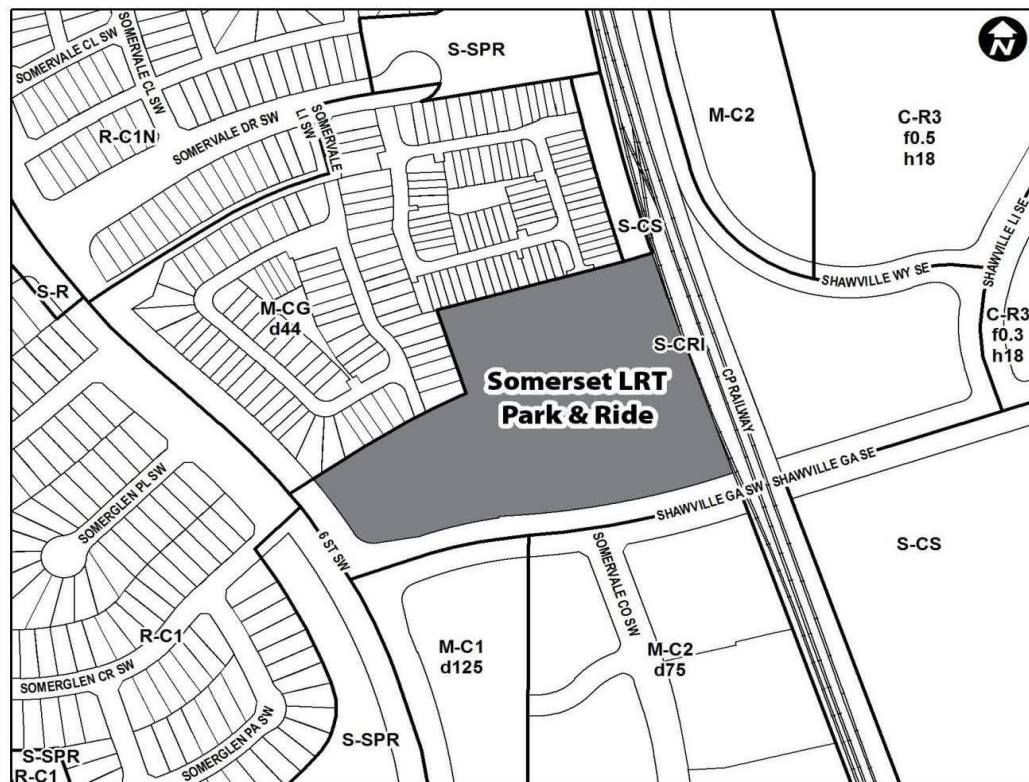 SOMERVALE CL SW
SOMERVALE CL SW
S-SPR
N
R-C1N
SOMERVALE DR SW
SOMERVALE
LI SW
M-C2
C-R3
f0.5
h18
SHAWVILLE LI SE
S-CS
SHAWVILLE WY SE
S-R
M-CG
d44
S-CRI
C-R3
f0.3
h18
CP RAILWAY
Somerset LRT
Park & Ride
SHAWVILLE GA SW
SHAWVILLE GA SE
SOMERGLEN PL SW
6 ST SW
SOMERVALE CO SW
S-CS
R-C1
M-C1
d125
M-C2
d75
SOMERGLEN CR SW
SOMERGLEN PA SW
S-SPR
S-SPR
R-C1